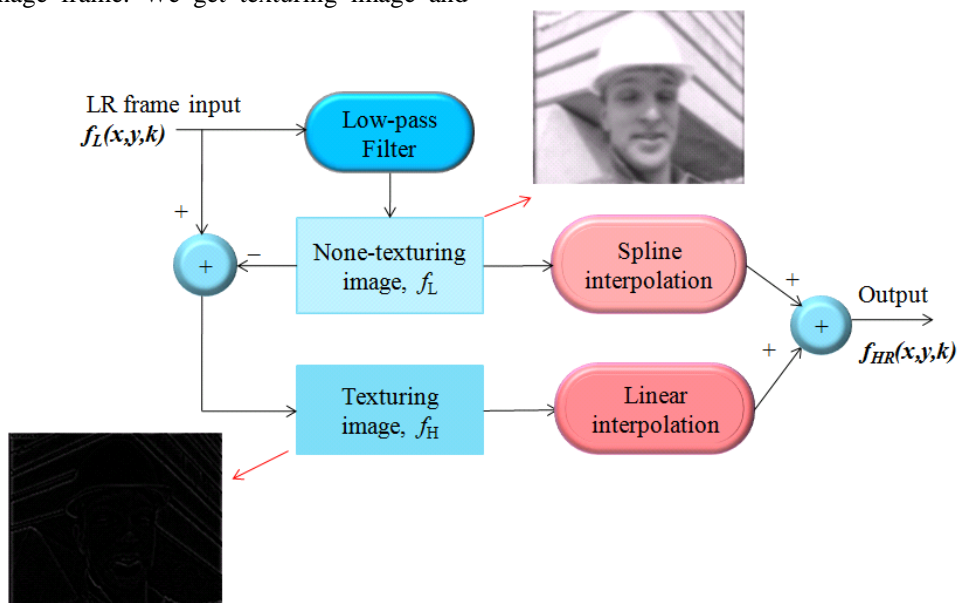 mage frame. We get texturing image and
LR frame input
f_L(x,y,k)
Low-pass
Filter
+
+
−
None-texturing
image, f_L
Spline
interpolation
+
+
+
Output
f_HR(x,y,k)
Texturing
image, f_H
Linear
interpolation